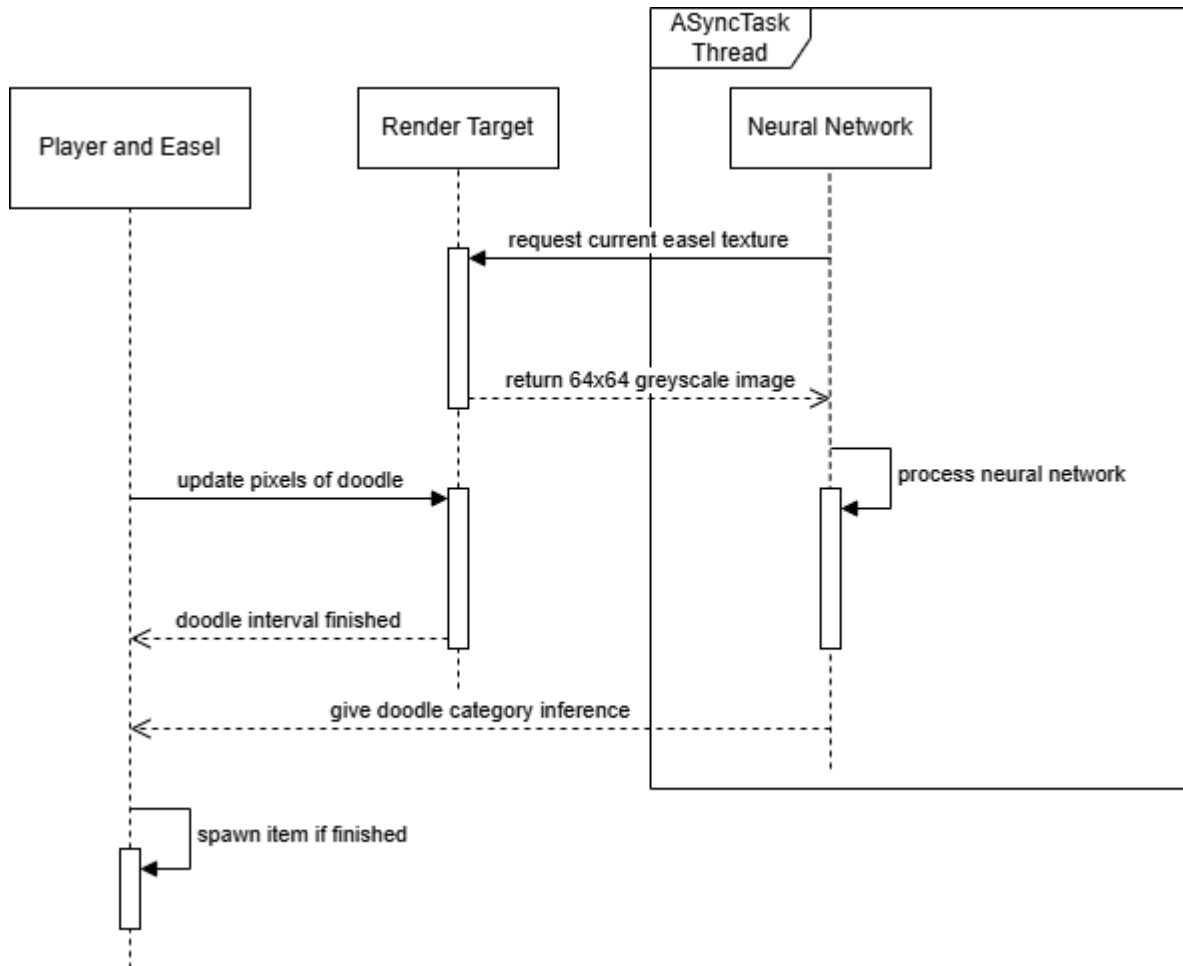 ASyncTask
Thread
Player and Easel
Render Target
Neural Network
request current easel texture
return 64x64 greyscale image
process neural network
update pixels of doodle
doodle interval finished
give doodle category inference
spawn item if finished